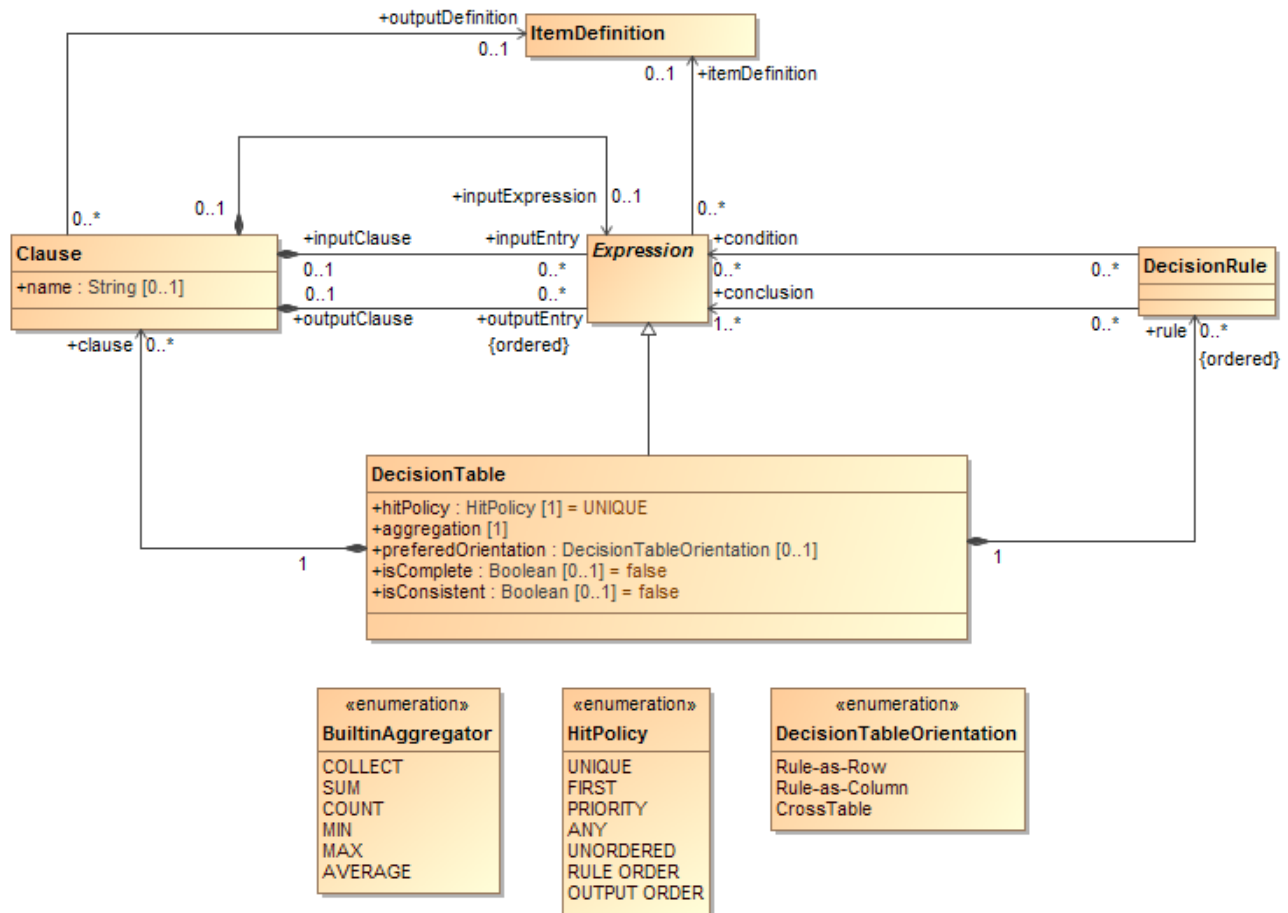 +outputDefinition
0..1
ItemDefinition
0..1
+itemDefinition
0..*
0..1
+inputExpression
0..1
0..*
Clause
+name : String [0..1]
+inputClause
0..1
+inputEntry
0..*
0..1
+outputClause
0..*
+outputEntry
{ordered}
Expression
+condition
0..*
0..*
+conclusion
1..*
0..*
DecisionRule
+rule
0..*
{ordered}
+clause
0..*
1
DecisionTable
+hitPolicy : HitPolicy [1] = UNIQUE
+aggregation [1]
+preferedOrientation : DecisionTableOrientation [0..1]
+isComplete : Boolean [0..1] = false
+isConsistent : Boolean [0..1] = false
1
«enumeration»
BuiltinAggregator
COLLECT
SUM
COUNT
MIN
MAX
AVERAGE
«enumeration»
HitPolicy
UNIQUE
FIRST
PRIORITY
ANY
UNORDERED
RULE ORDER
OUTPUT ORDER
«enumeration»
DecisionTableOrientation
Rule-as-Row
Rule-as-Column
CrossTable